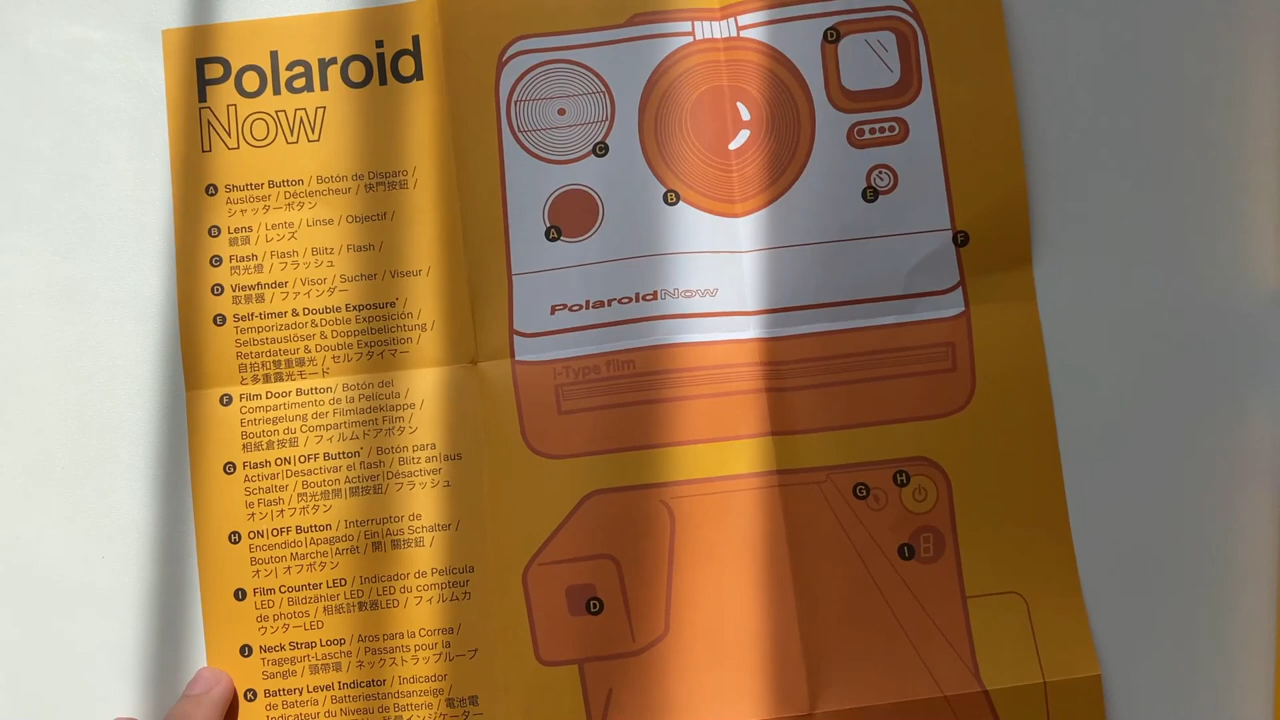 Polaroid
Now
A Shutter Button / Botón de Disparo /
Auslöser / Déclencheur / 快門按鈕 /
シャッターボタン
B Lens / Lente / Linse / Objectif /
鏡頭 / レンズ
C Flash / Flash / Blitz / Flash /
閃光燈 / フラッシュ
D Viewfinder / Visor / Sucher / Viseur /
取景器 / ファインダー
E Self-timer & Double Exposure* /
Temporizador & Doble Exposición /
Selbstauslöser & Doppelbelichtung /
Retardateur & Double Exposition /
自拍和雙重曝光 / セルフタイマー
と多重露光モード
F Film Door Button / Botón del
Compartimento de la Película /
Entriegelung der Filmladeklappe /
Bouton du Compartiment Film /
相紙倉按鈕 / フィルムドアボタン
G Flash ON|OFF Button* / Botón para
Activar|Desactivar el flash / Blitz an|aus
Schalter / Bouton Activer|Désactiver
le Flash / 閃光燈開|關按鈕 / フラッシュ
オン|オフボタン
H ON|OFF Button / Interruptor de
Encendido|Apagado / Ein|Aus Schalter /
Bouton Marche|Arrêt / 開| 關按鈕 /
オン| オフボタン
I Film Counter LED / Indicador de Película
LED / Bildzähler LED / LED du compteur
de photos / 相紙計數器LED / フィルムカ
ウンターLED
J Neck Strap Loop / Aros para la Correa /
Tragegurt-Lasche / Passants pour la
Sangle / 頸帶環 / ネックストラップループ
K Battery Level Indicator / Indicador
de Batería / Batteriestandsanzeige /
Indicateur du Niveau de Batterie / 電池電
D
C
B
E
A
F
PolaroidNow
i-Type film
H
G
I
8
D